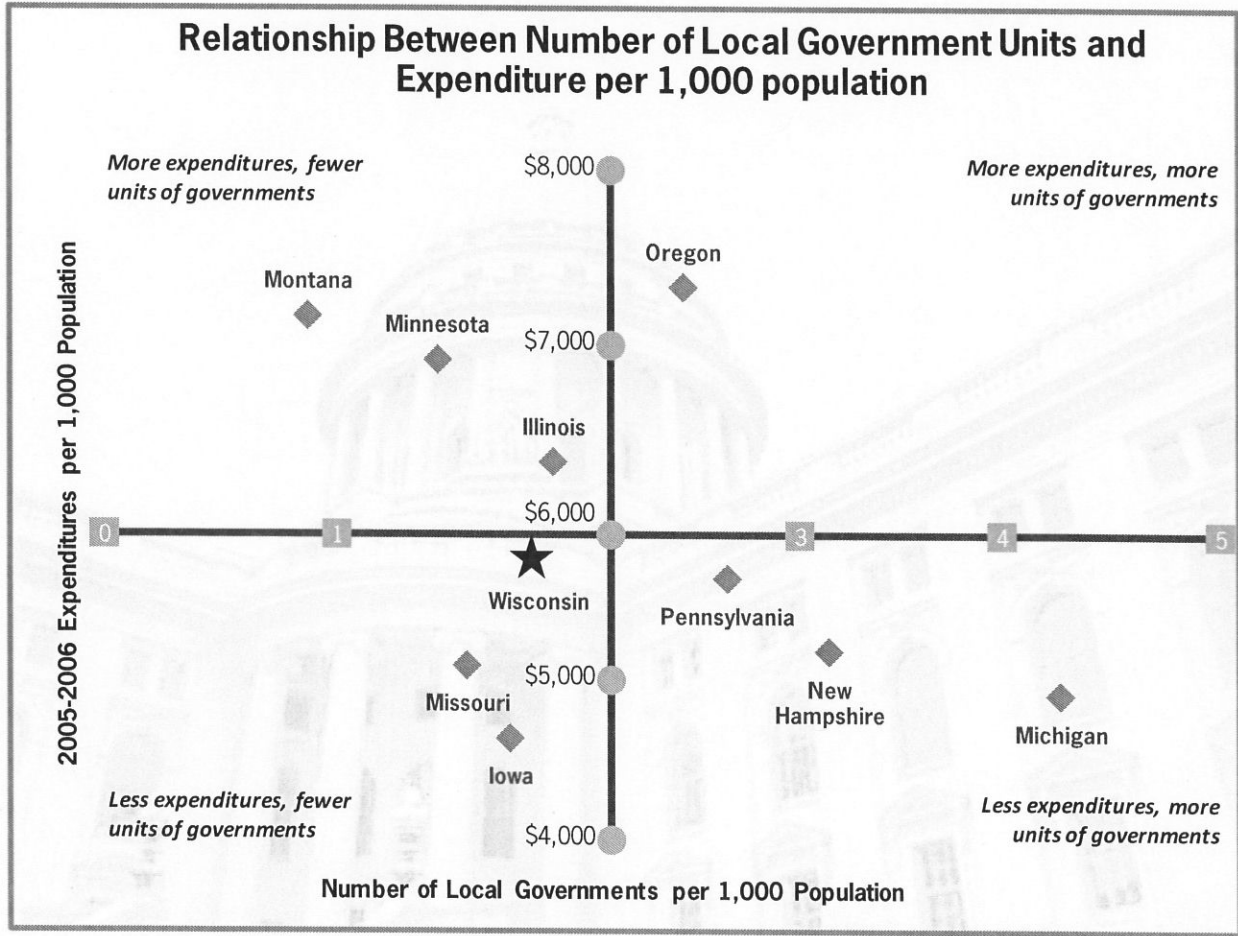 Relationship Between Number of Local Government Units and
Expenditure per 1,000 population
More expenditures, fewer
units of governments
More expenditures, more
units of governments
2005-2006 Expenditures per 1,000 Population
$8,000
Oregon
Montana
Minnesota
$7,000
Illinois
$6,000
0
1
3
4
5
Wisconsin
Pennsylvania
$5,000
Missouri
New
Hampshire
Michigan
Iowa
Less expenditures, fewer
units of governments
Less expenditures, more
units of governments
$4,000
Number of Local Governments per 1,000 Population